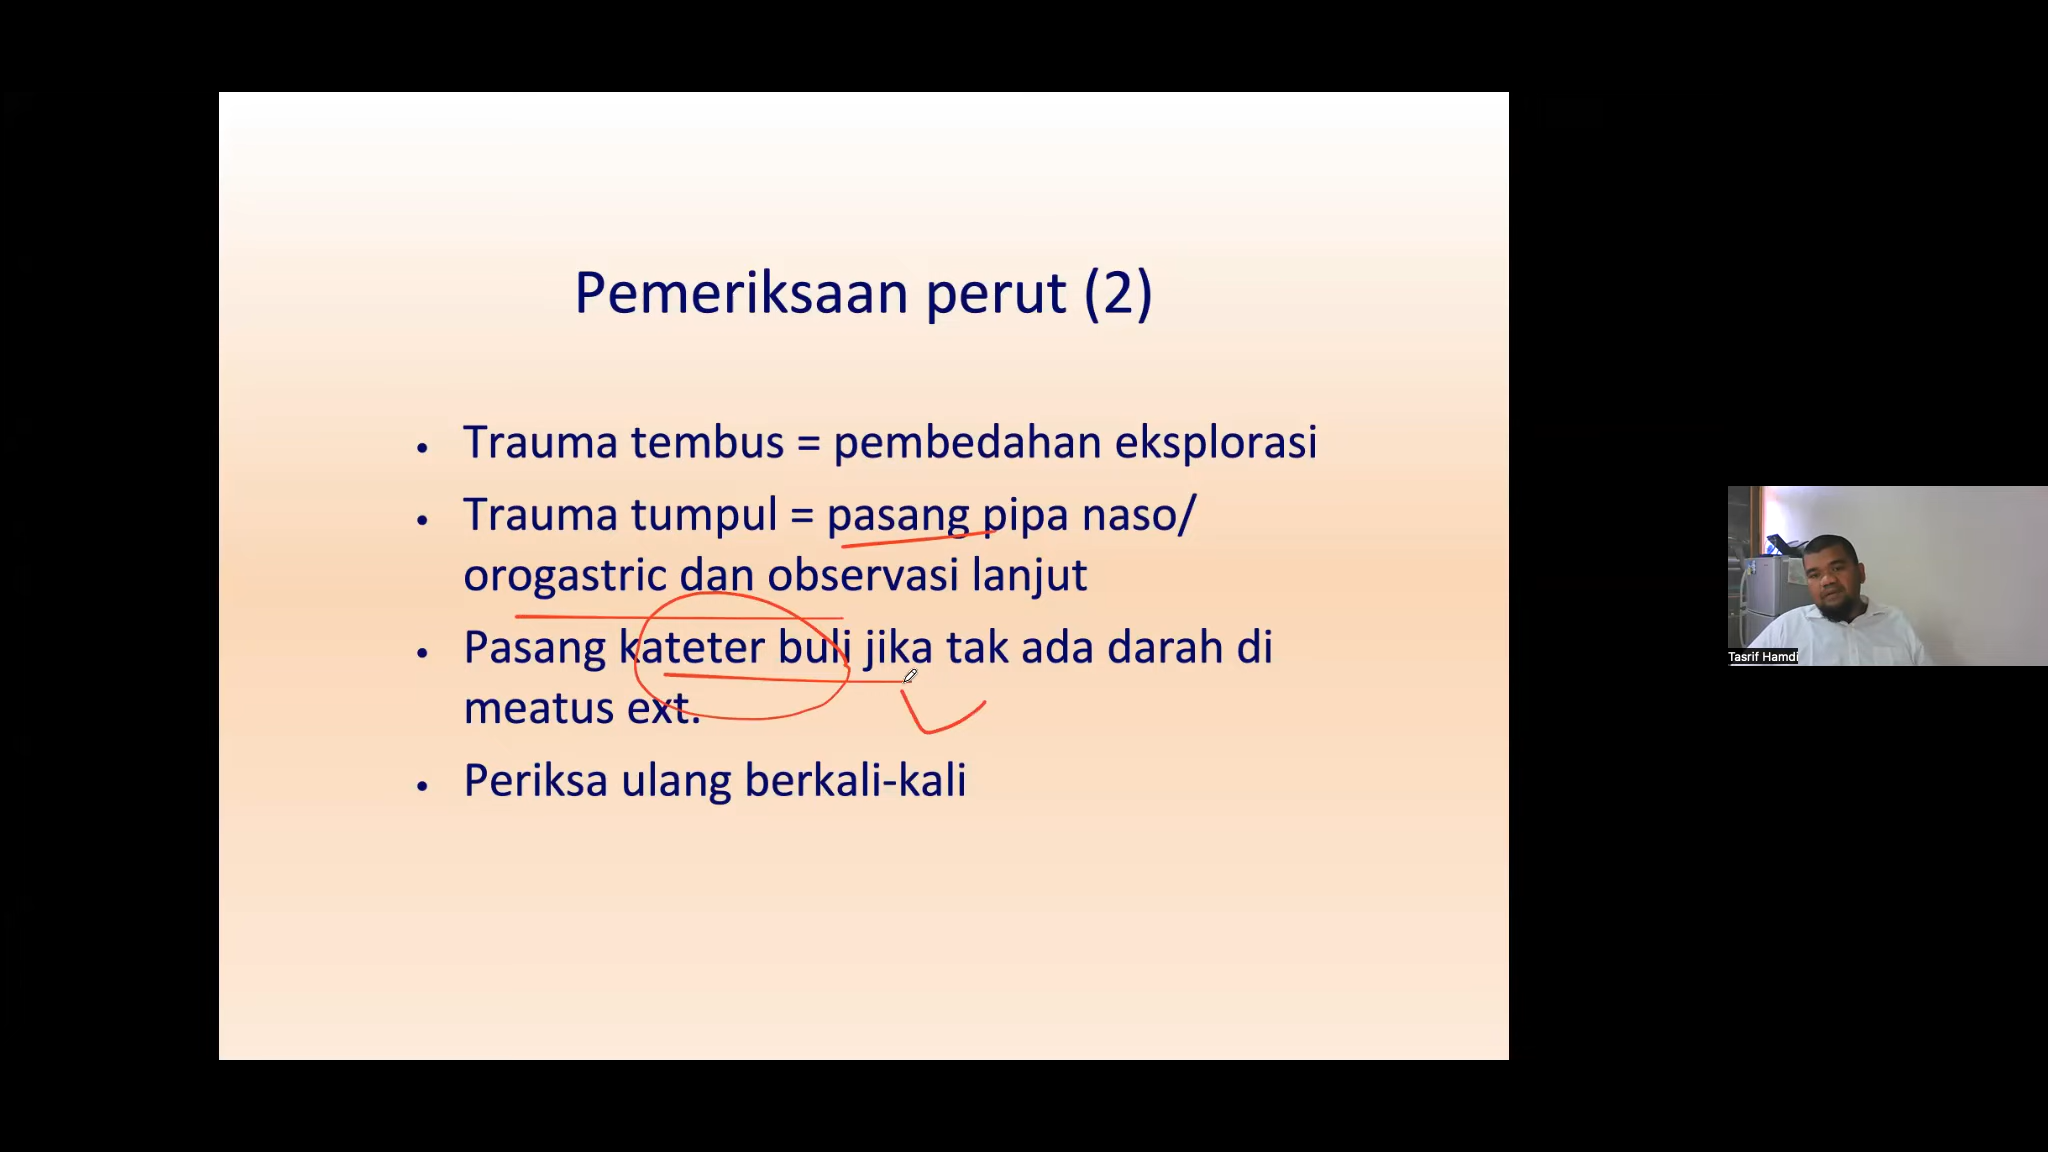 Pemeriksaan perut (2)
• Trauma tembus = pembedahan eksplorasi
• Trauma tumpul = pasang pipa naso/
orogastric dan observasi lanjut
• Pasang kateter buli jika tak ada darah di
meatus ext.
• Periksa ulang berkali-kali
Tasrif Hamdi